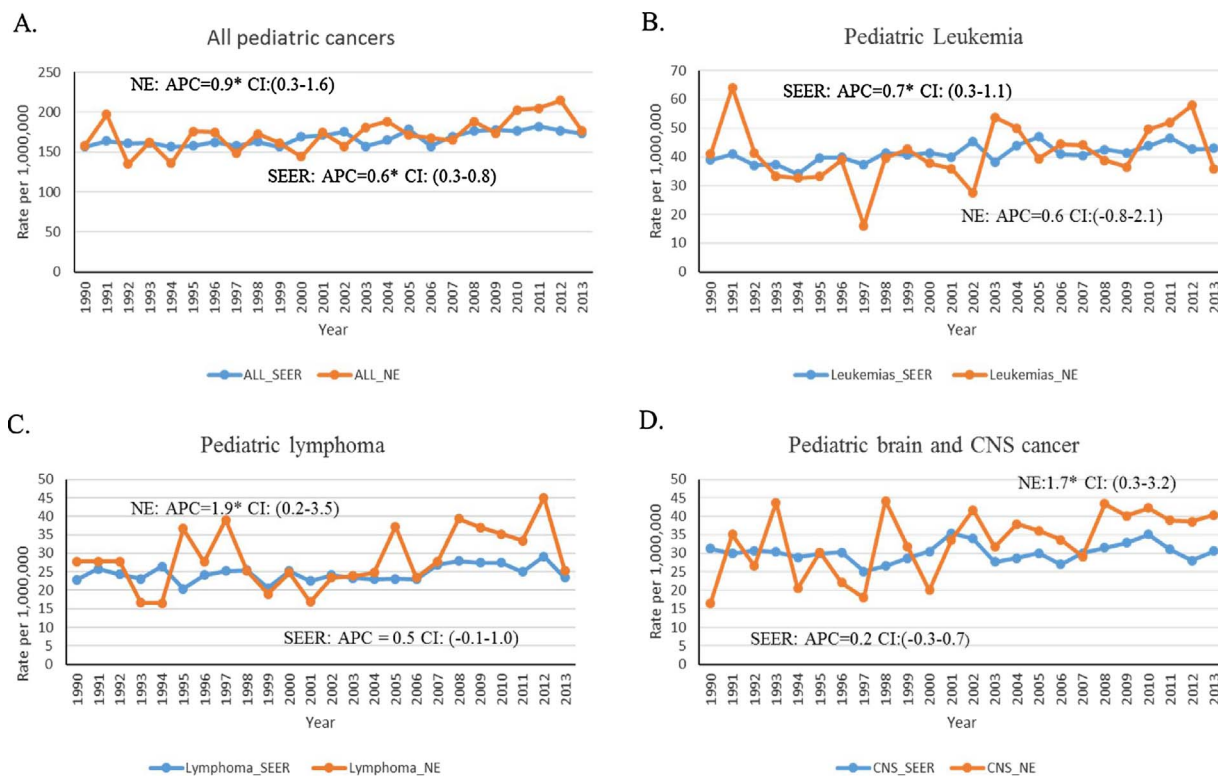 A.
All pediatric cancers
NE: APC=0.9* CI:(0.3-1.6)
SEER: APC=0.6* CI: (0.3-0.8)
Rate per 1,000,000
250
200
150
100
50
0
1990 1991 1992 1993 1994 1995 1996 1997 1998 1999 2000 2001 2002 2003 2004 2005 2006 2007 2008 2009 2010 2011 2012 2013
Year
ALL_SEER ALL_NE
B.
Pediatric Leukemia
SEER: APC=0.7* CI: (0.3-1.1)
NE: APC=0.6 CI:(-0.8-2.1)
Rate per 1,000,000
70
60
50
40
30
20
10
0
1990 1991 1992 1993 1994 1995 1996 1997 1998 1999 2000 2001 2002 2003 2004 2005 2006 2007 2008 2009 2010 2011 2012 2013
Year
Leukemias_SEER Leukemias_NE
C.
Pediatric lymphoma
NE: APC=1.9* CI: (0.2-3.5)
SEER: APC = 0.5 CI: (-0.1-1.0)
Rate per 1,000,000
50
45
40
35
30
25
20
15
10
5
0
1990 1991 1992 1993 1994 1995 1996 1997 1998 1999 2000 2001 2002 2003 2004 2005 2006 2007 2008 2009 2010 2011 2012 2013
Year
Lymphoma_SEER Lymphoma_NE
D.
Pediatric brain and CNS cancer
NE:1.7* CI: (0.3-3.2)
SEER: APC=0.2 CI:(-0.3-0.7)
Rate per 1,000,000
50
45
40
35
30
25
20
15
10
5
0
1990 1991 1992 1993 1994 1995 1996 1997 1998 1999 2000 2001 2002 2003 2004 2005 2006 2007 2008 2009 2010 2011 2012 2013
Year
CNS_SEER CNS_NE